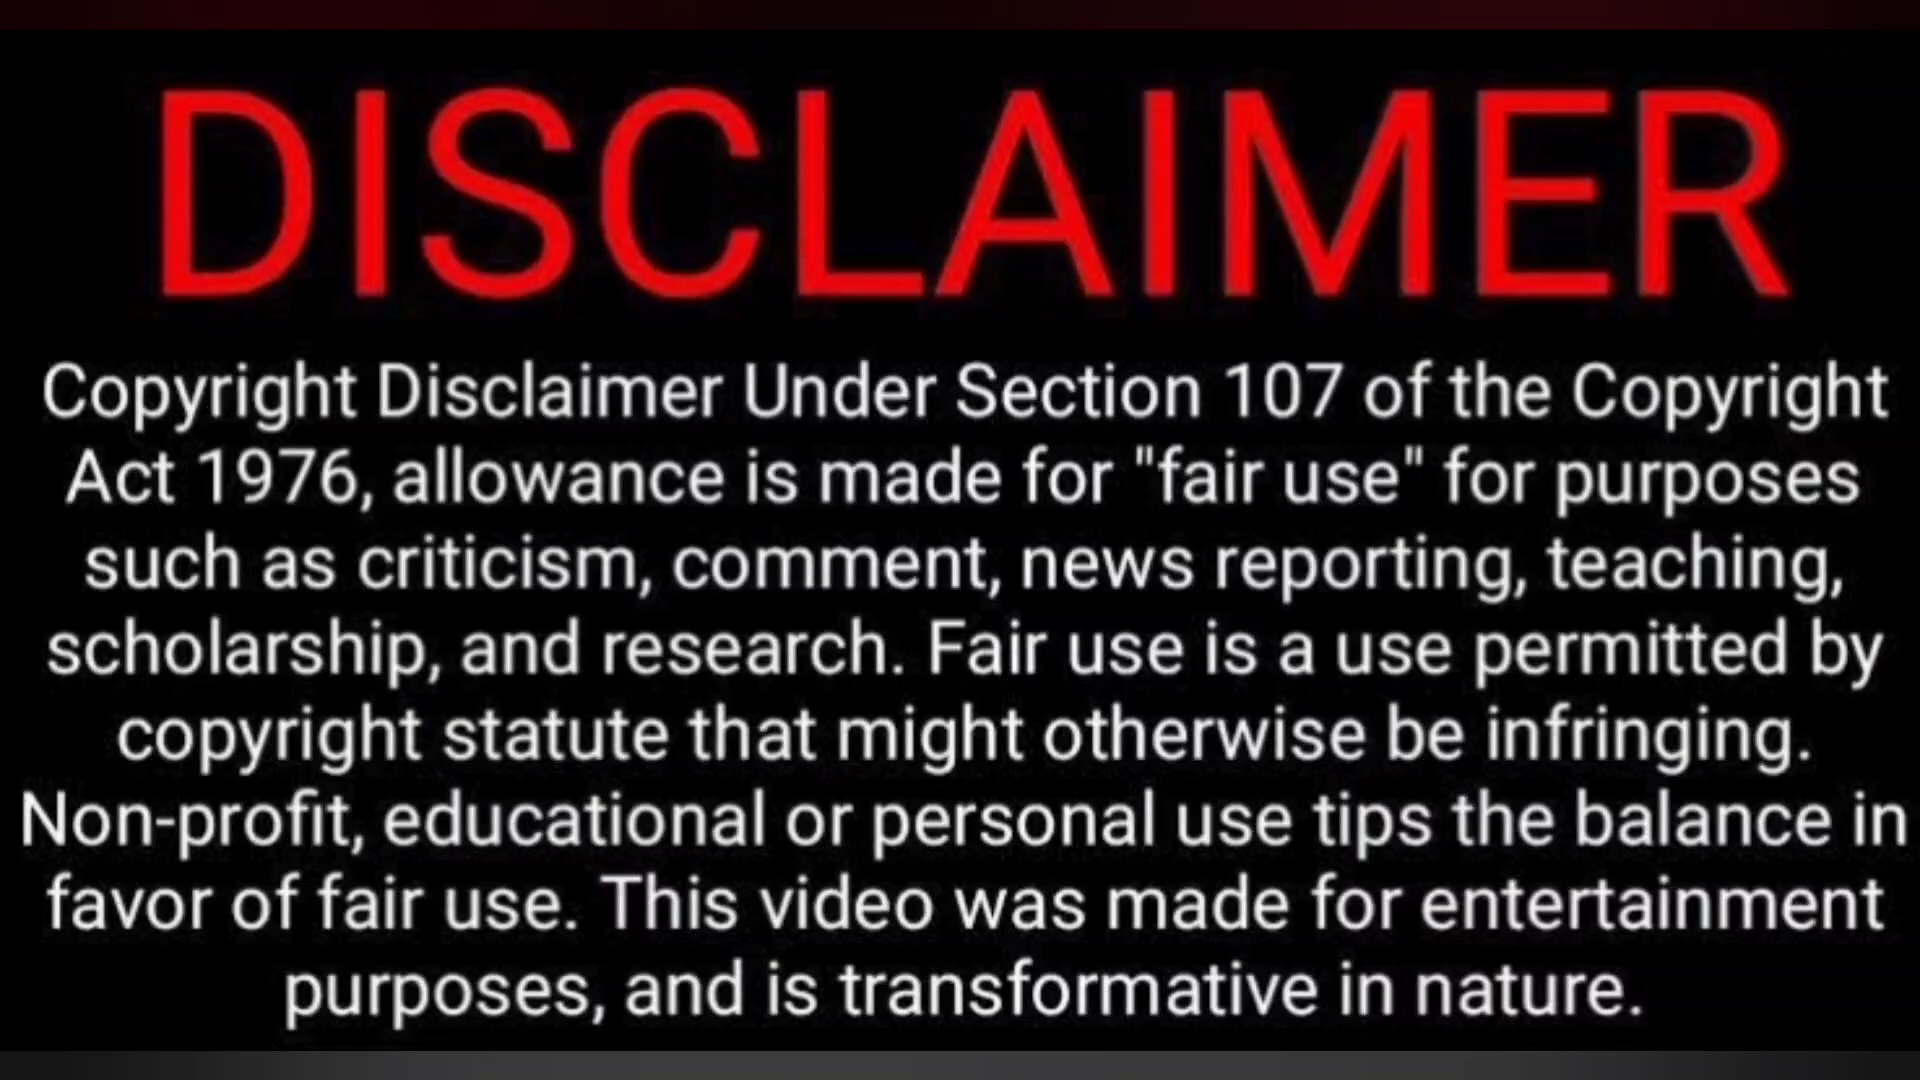 DISCLAIMER
Copyright Disclaimer Under Section 107 of the Copyright
Act 1976, allowance is made for "fair use" for purposes
such as criticism, comment, news reporting, teaching,
scholarship, and research. Fair use is a use permitted by
copyright statute that might otherwise be infringing.
Non-profit, educational or personal use tips the balance in
favor of fair use. This video was made for entertainment
purposes, and is transformative in nature.